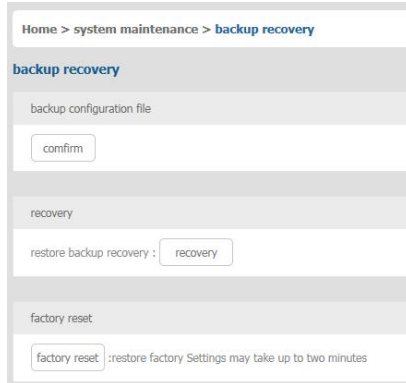 Home > system maintenance > backup recovery
backup recovery
backup configuration file
comfirm
recovery
restore backup recovery : recovery
factory reset
factory reset :restore factory Settings may take up to two minutes